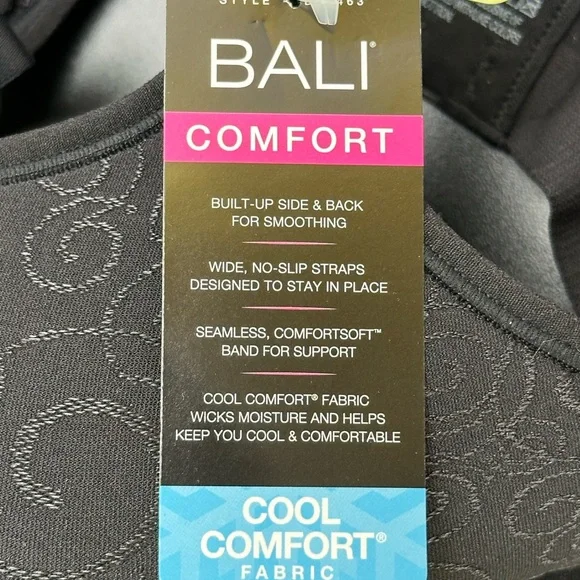 STYLE
BALI®
COMFORT
BUILT-UP SIDE & BACK
FOR SMOOTHING
WIDE, NO-SLIP STRAPS
DESIGNED TO STAY IN PLACE
SEAMLESS, COMFORTSOFT™
BAND FOR SUPPORT
COOL COMFORT® FABRIC
WICKS MOISTURE AND HELPS
KEEP YOU COOL & COMFORTABLE
COOL
COMFORT®
FABRIC